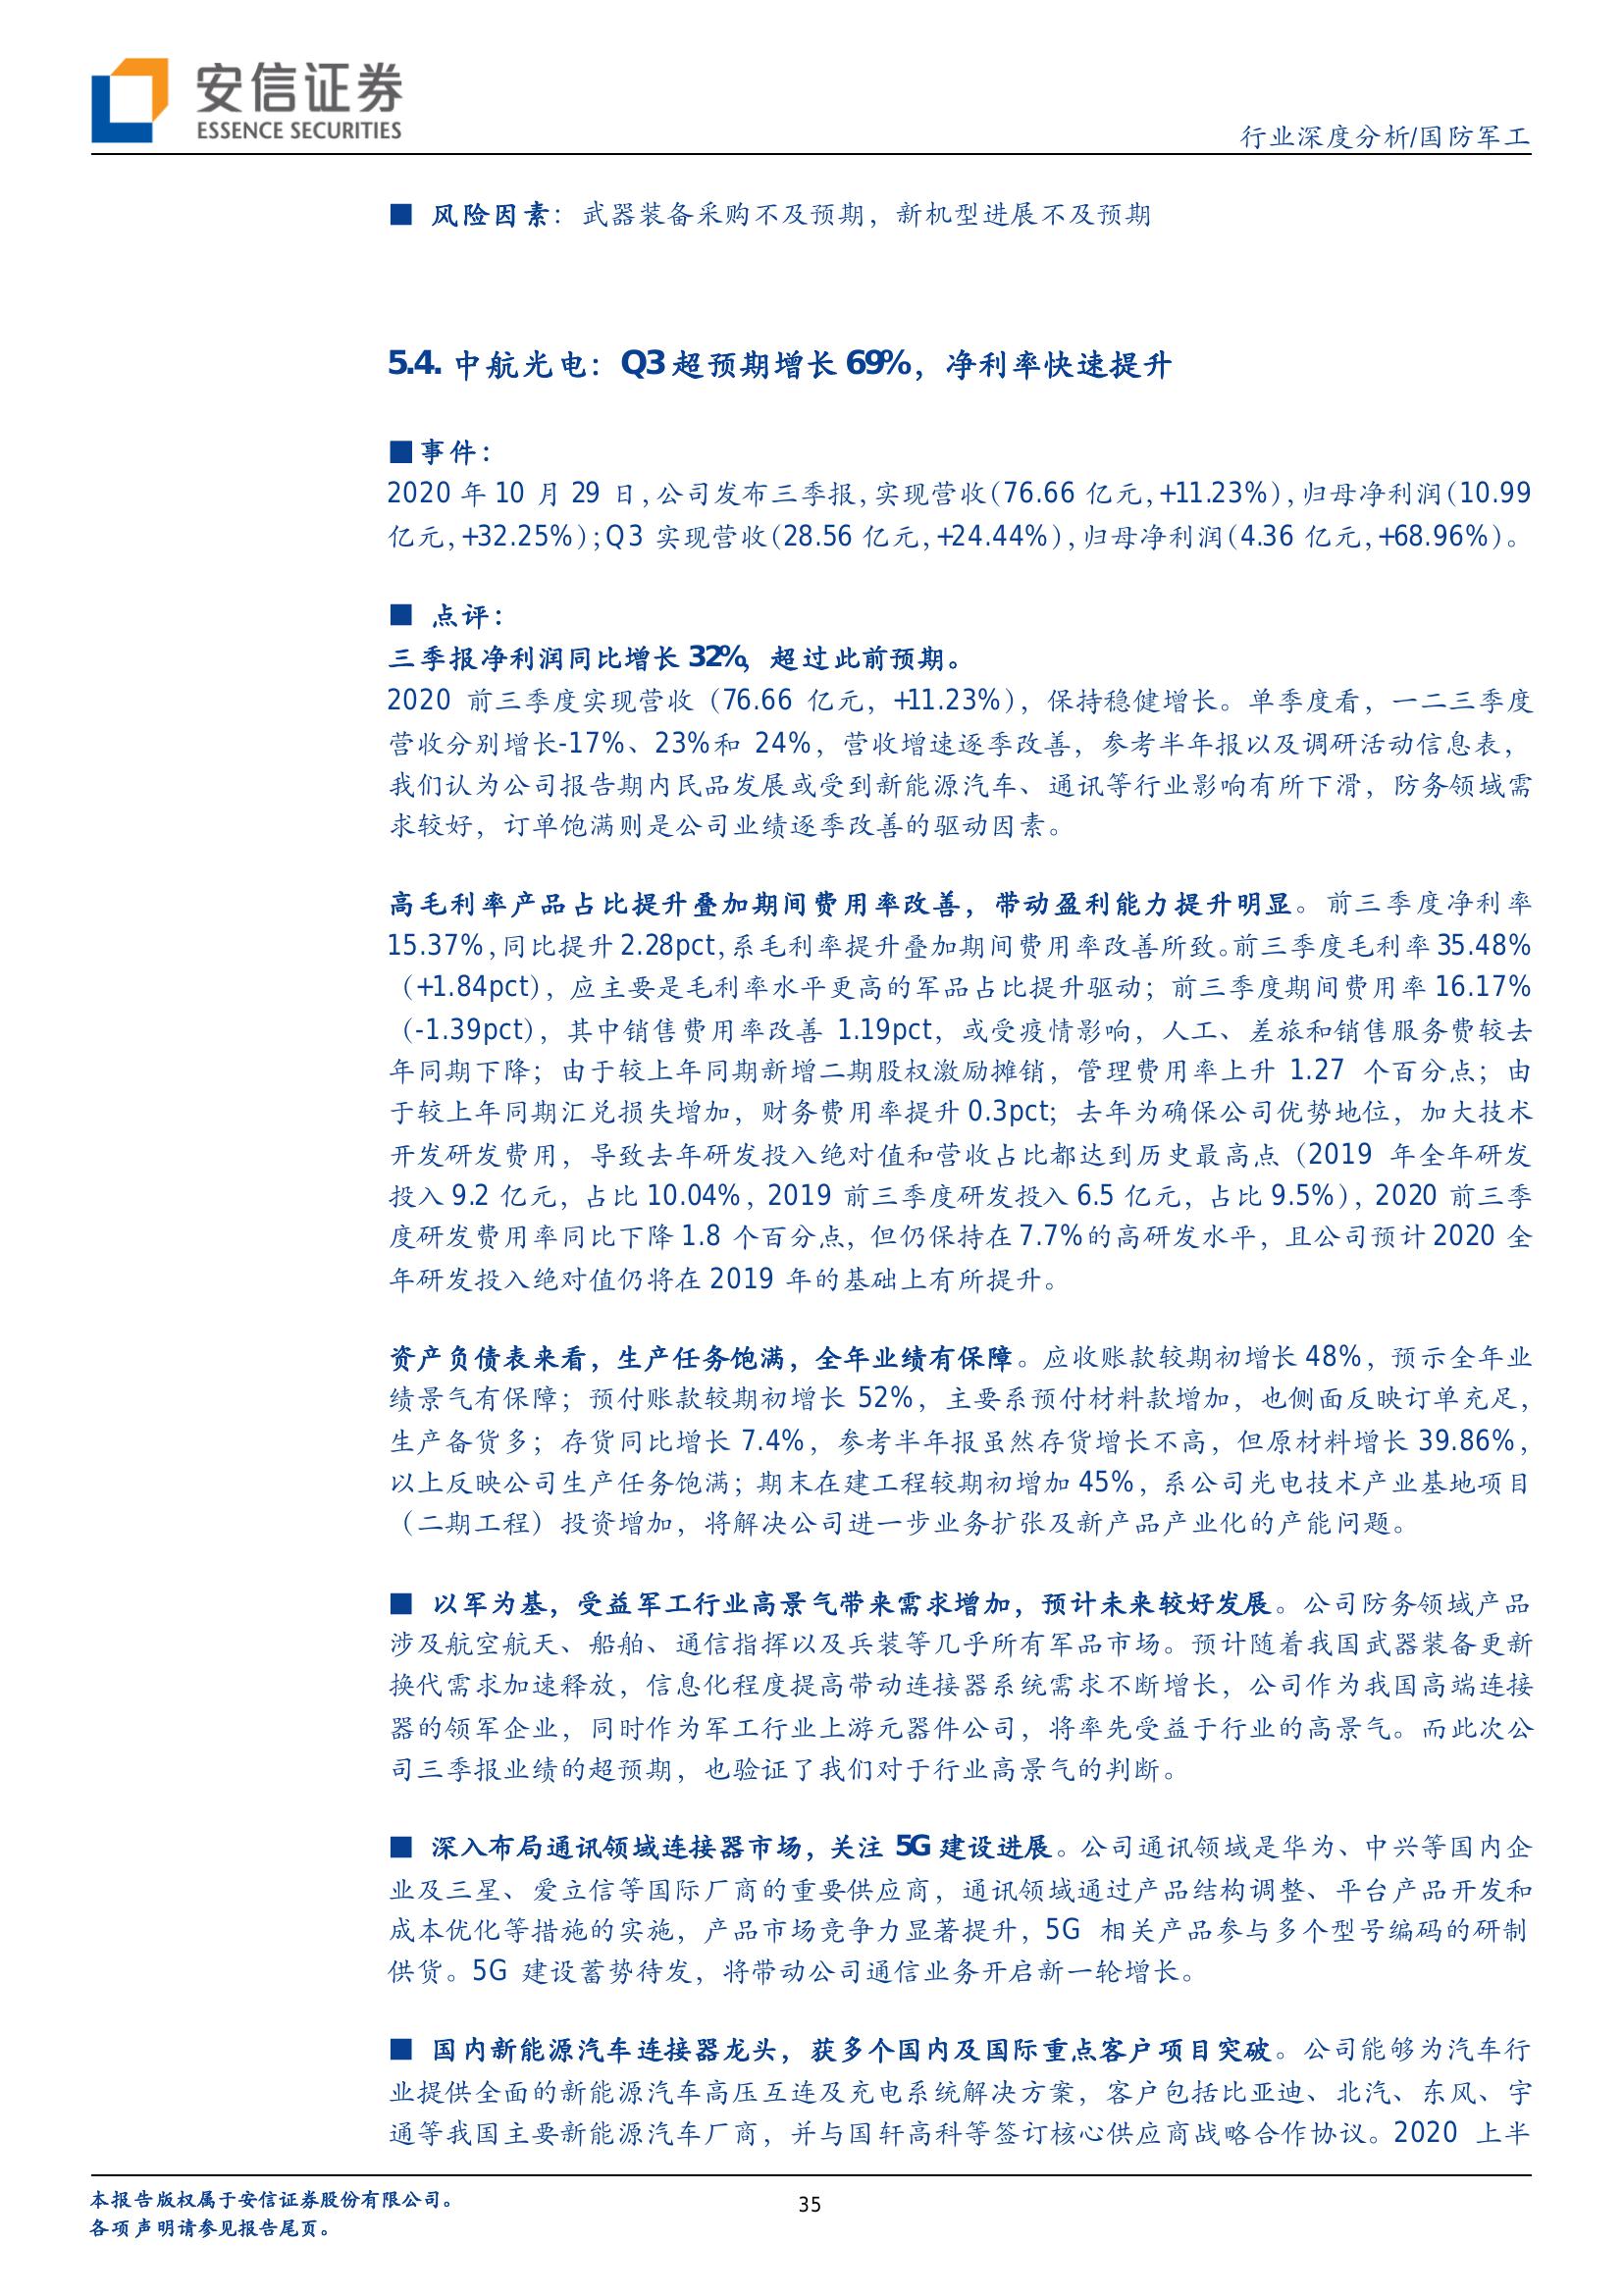 安信证券
ESSENCE SECURITIES
行业深度分析/国防军工
■ 风险因素：武器装备采购不及预期，新机型进展不及预期
5.4. 中航光电：Q3 超预期增长 69%，净利率快速提升
■事件：
2020 年 10 月 29 日,公司发布三季报,实现营收(76.66 亿元,+11.23%),归母净利润(10.99
亿元,+32.25%);Q3 实现营收(28.56 亿元,+24.44%),归母净利润(4.36 亿元,+68.96%)。
■ 点评：
三季报净利润同比增长 32%，超过此前预期。
2020 前三季度实现营收（76.66 亿元，+11.23%），保持稳健增长。单季度看，一二三季度
营收分别增长-17%、23%和 24%，营收增速逐季改善，参考半年报以及调研活动信息表，
我们认为公司报告期内民品发展或受到新能源汽车、通讯等行业影响有所下滑，防务领域需
求较好，订单饱满则是公司业绩逐季改善的驱动因素。
高毛利率产品占比提升叠加期间费用率改善，带动盈利能力提升明显。前三季度净利率
15.37%,同比提升 2.28pct,系毛利率提升叠加期间费用率改善所致。前三季度毛利率 35.48%
（+1.84pct），应主要是毛利率水平更高的军品占比提升驱动；前三季度期间费用率 16.17%
（-1.39pct），其中销售费用率改善 1.19pct，或受疫情影响，人工、差旅和销售服务费较去
年同期下降；由于较上年同期新增二期股权激励摊销，管理费用率上升 1.27 个百分点；由
于较上年同期汇兑损失增加，财务费用率提升 0.3pct；去年为确保公司优势地位，加大技术
开发研发费用，导致去年研发投入绝对值和营收占比都达到历史最高点（2019 年全年研发
投入 9.2 亿元，占比 10.04%，2019 前三季度研发投入 6.5 亿元，占比 9.5%），2020 前三季
度研发费用率同比下降 1.8 个百分点，但仍保持在 7.7%的高研发水平，且公司预计 2020 全
年研发投入绝对值仍将在 2019 年的基础上有所提升。
资产负债表来看，生产任务饱满，全年业绩有保障。应收账款较期初增长 48%，预示全年业
绩景气有保障；预付账款较期初增长 52%，主要系预付材料款增加，也侧面反映订单充足，
生产备货多；存货同比增长 7.4%，参考半年报虽然存货增长不高，但原材料增长 39.86%，
以上反映公司生产任务饱满；期末在建工程较期初增加 45%，系公司光电技术产业基地项目
（二期工程）投资增加，将解决公司进一步业务扩张及新产品产业化的产能问题。
■ 以军为基，受益军工行业高景气带来需求增加，预计未来较好发展。公司防务领域产品
涉及航空航天、船舶、通信指挥以及兵装等几乎所有军品市场。预计随着我国武器装备更新
换代需求加速释放，信息化程度提高带动连接器系统需求不断增长，公司作为我国高端连接
器的领军企业，同时作为军工行业上游元器件公司，将率先受益于行业的高景气。而此次公
司三季报业绩的超预期，也验证了我们对于行业高景气的判断。
■ 深入布局通讯领域连接器市场，关注 5G 建设进展。公司通讯领域是华为、中兴等国内企
业及三星、爱立信等国际厂商的重要供应商，通讯领域通过产品结构调整、平台产品开发和
成本优化等措施的实施，产品市场竞争力显著提升，5G 相关产品参与多个型号编码的研制
供货。5G 建设蓄势待发，将带动公司通信业务开启新一轮增长。
■ 国内新能源汽车连接器龙头，获多个国内及国际重点客户项目突破。公司能够为汽车行
业提供全面的新能源汽车高压互连及充电系统解决方案，客户包括比亚迪、北汽、东风、宇
通等我国主要新能源汽车厂商，并与国轩高科等签订核心供应商战略合作协议。2020 上半
本报告版权属于安信证券股份有限公司。
各项声明请参见报告尾页。
35